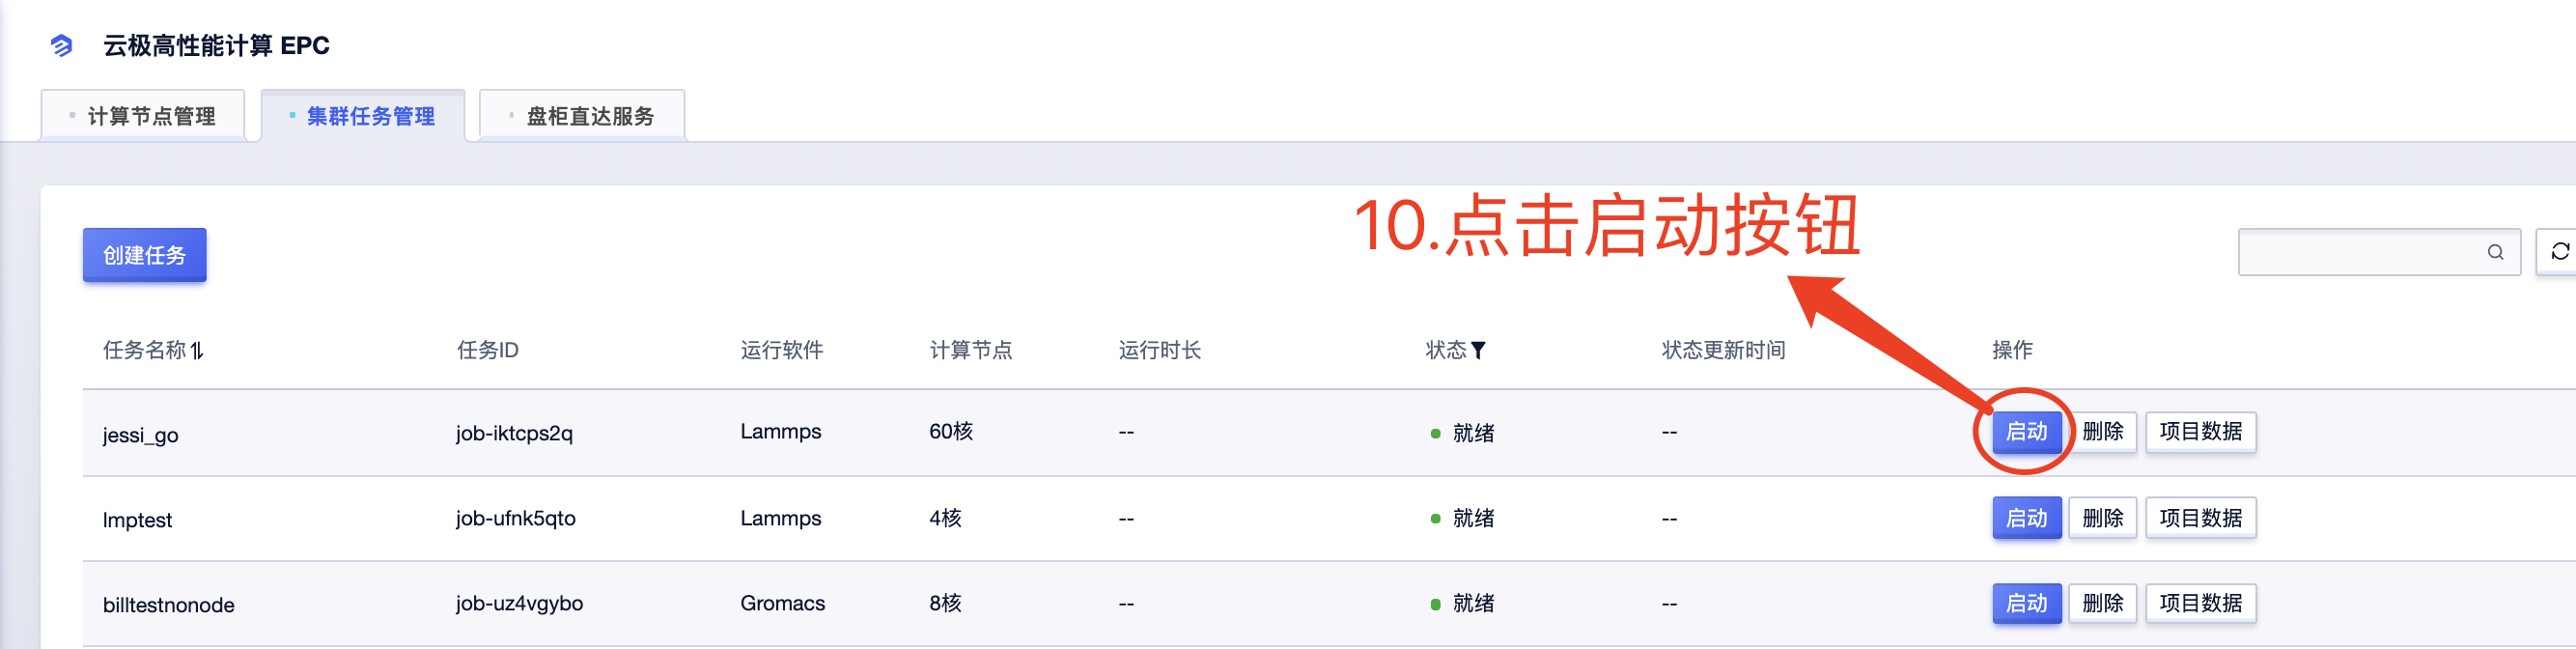 云极高性能计算 EPC
计算节点管理 集群任务管理 盘柜直达服务
10.点击启动按钮
创建任务
任务名称 任务ID 运行软件 计算节点 运行时长 状态 状态更新时间 操作
jessi_go job-iktcps2q Lammps 60核 -- 就绪 -- 启动 删除 项目数据
lmptest job-ufnk5qto Lammps 4核 -- 就绪 -- 启动 删除 项目数据
billtestnonode job-uz4vgybo Gromacs 8核 -- 就绪 -- 启动 删除 项目数据